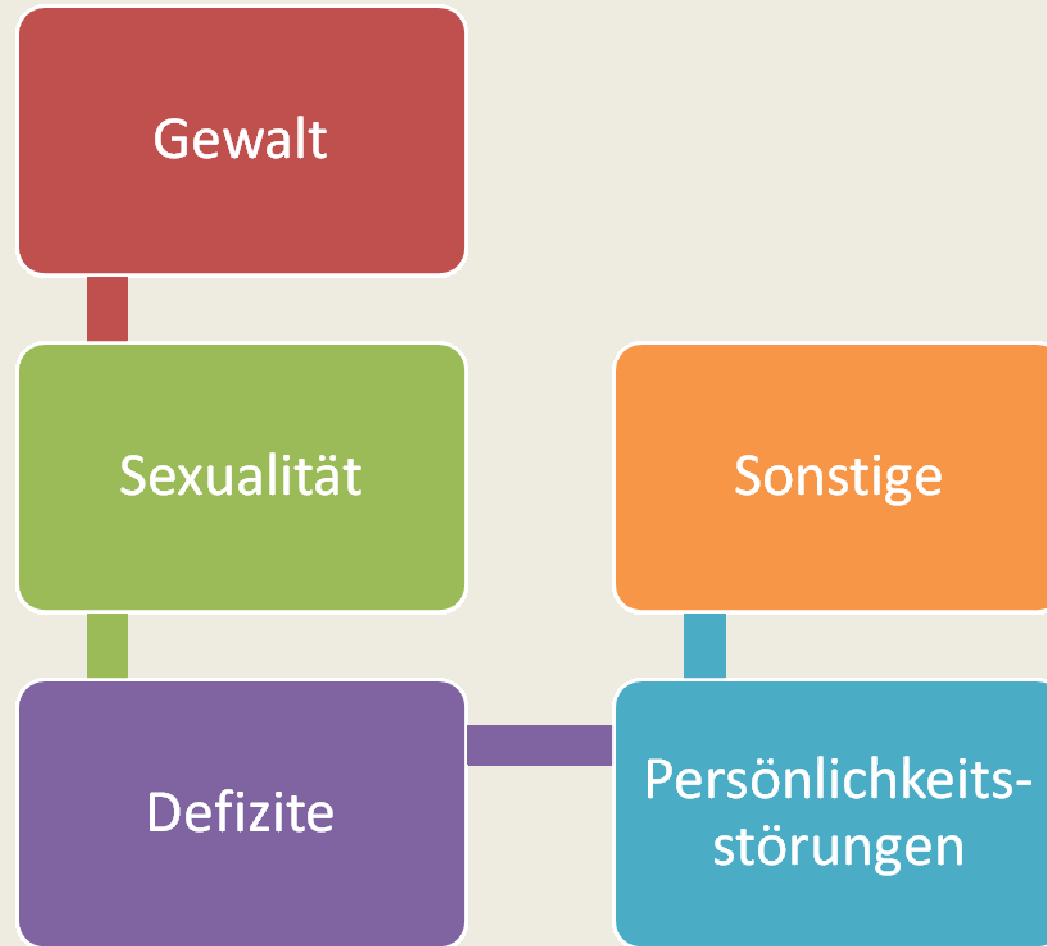 Gewalt
Sexualität
Defizite
Persönlichkeits-
störungen
Sonstige